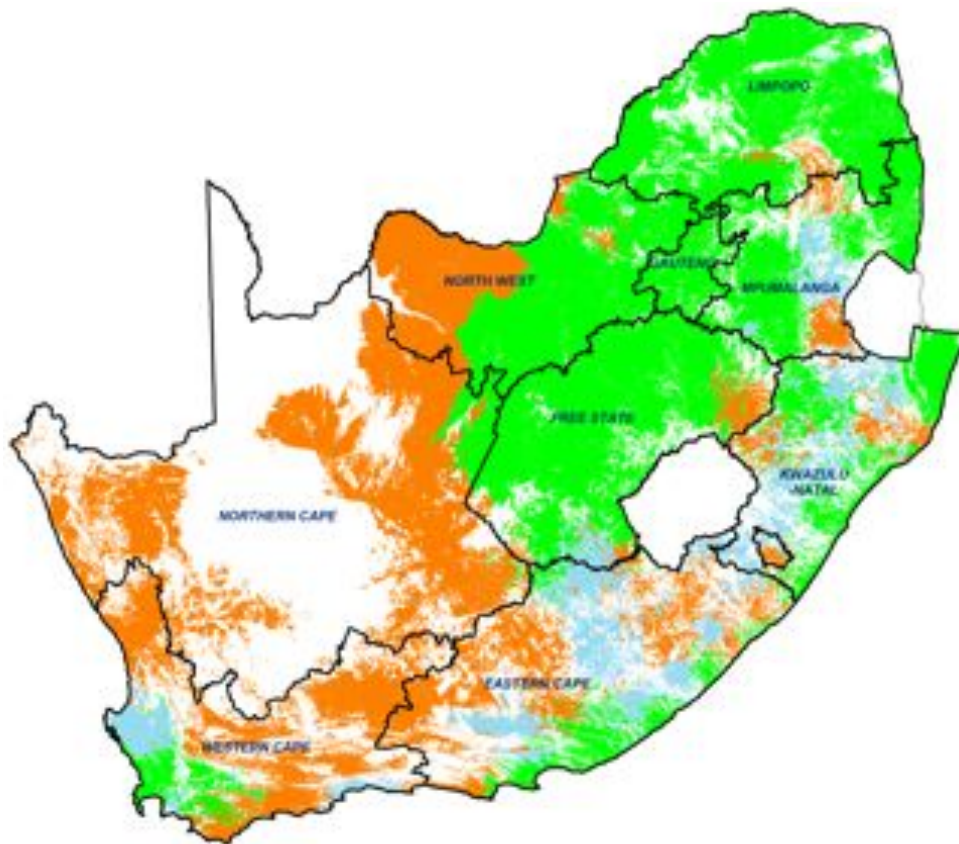 LIMPOPO
NORTH WEST
GAUTENG
MPUMALANGA
FREE STATE
KWAZULU
-NATAL
NORTHERN CAPE
EASTERN CAPE
WESTERN CAPE